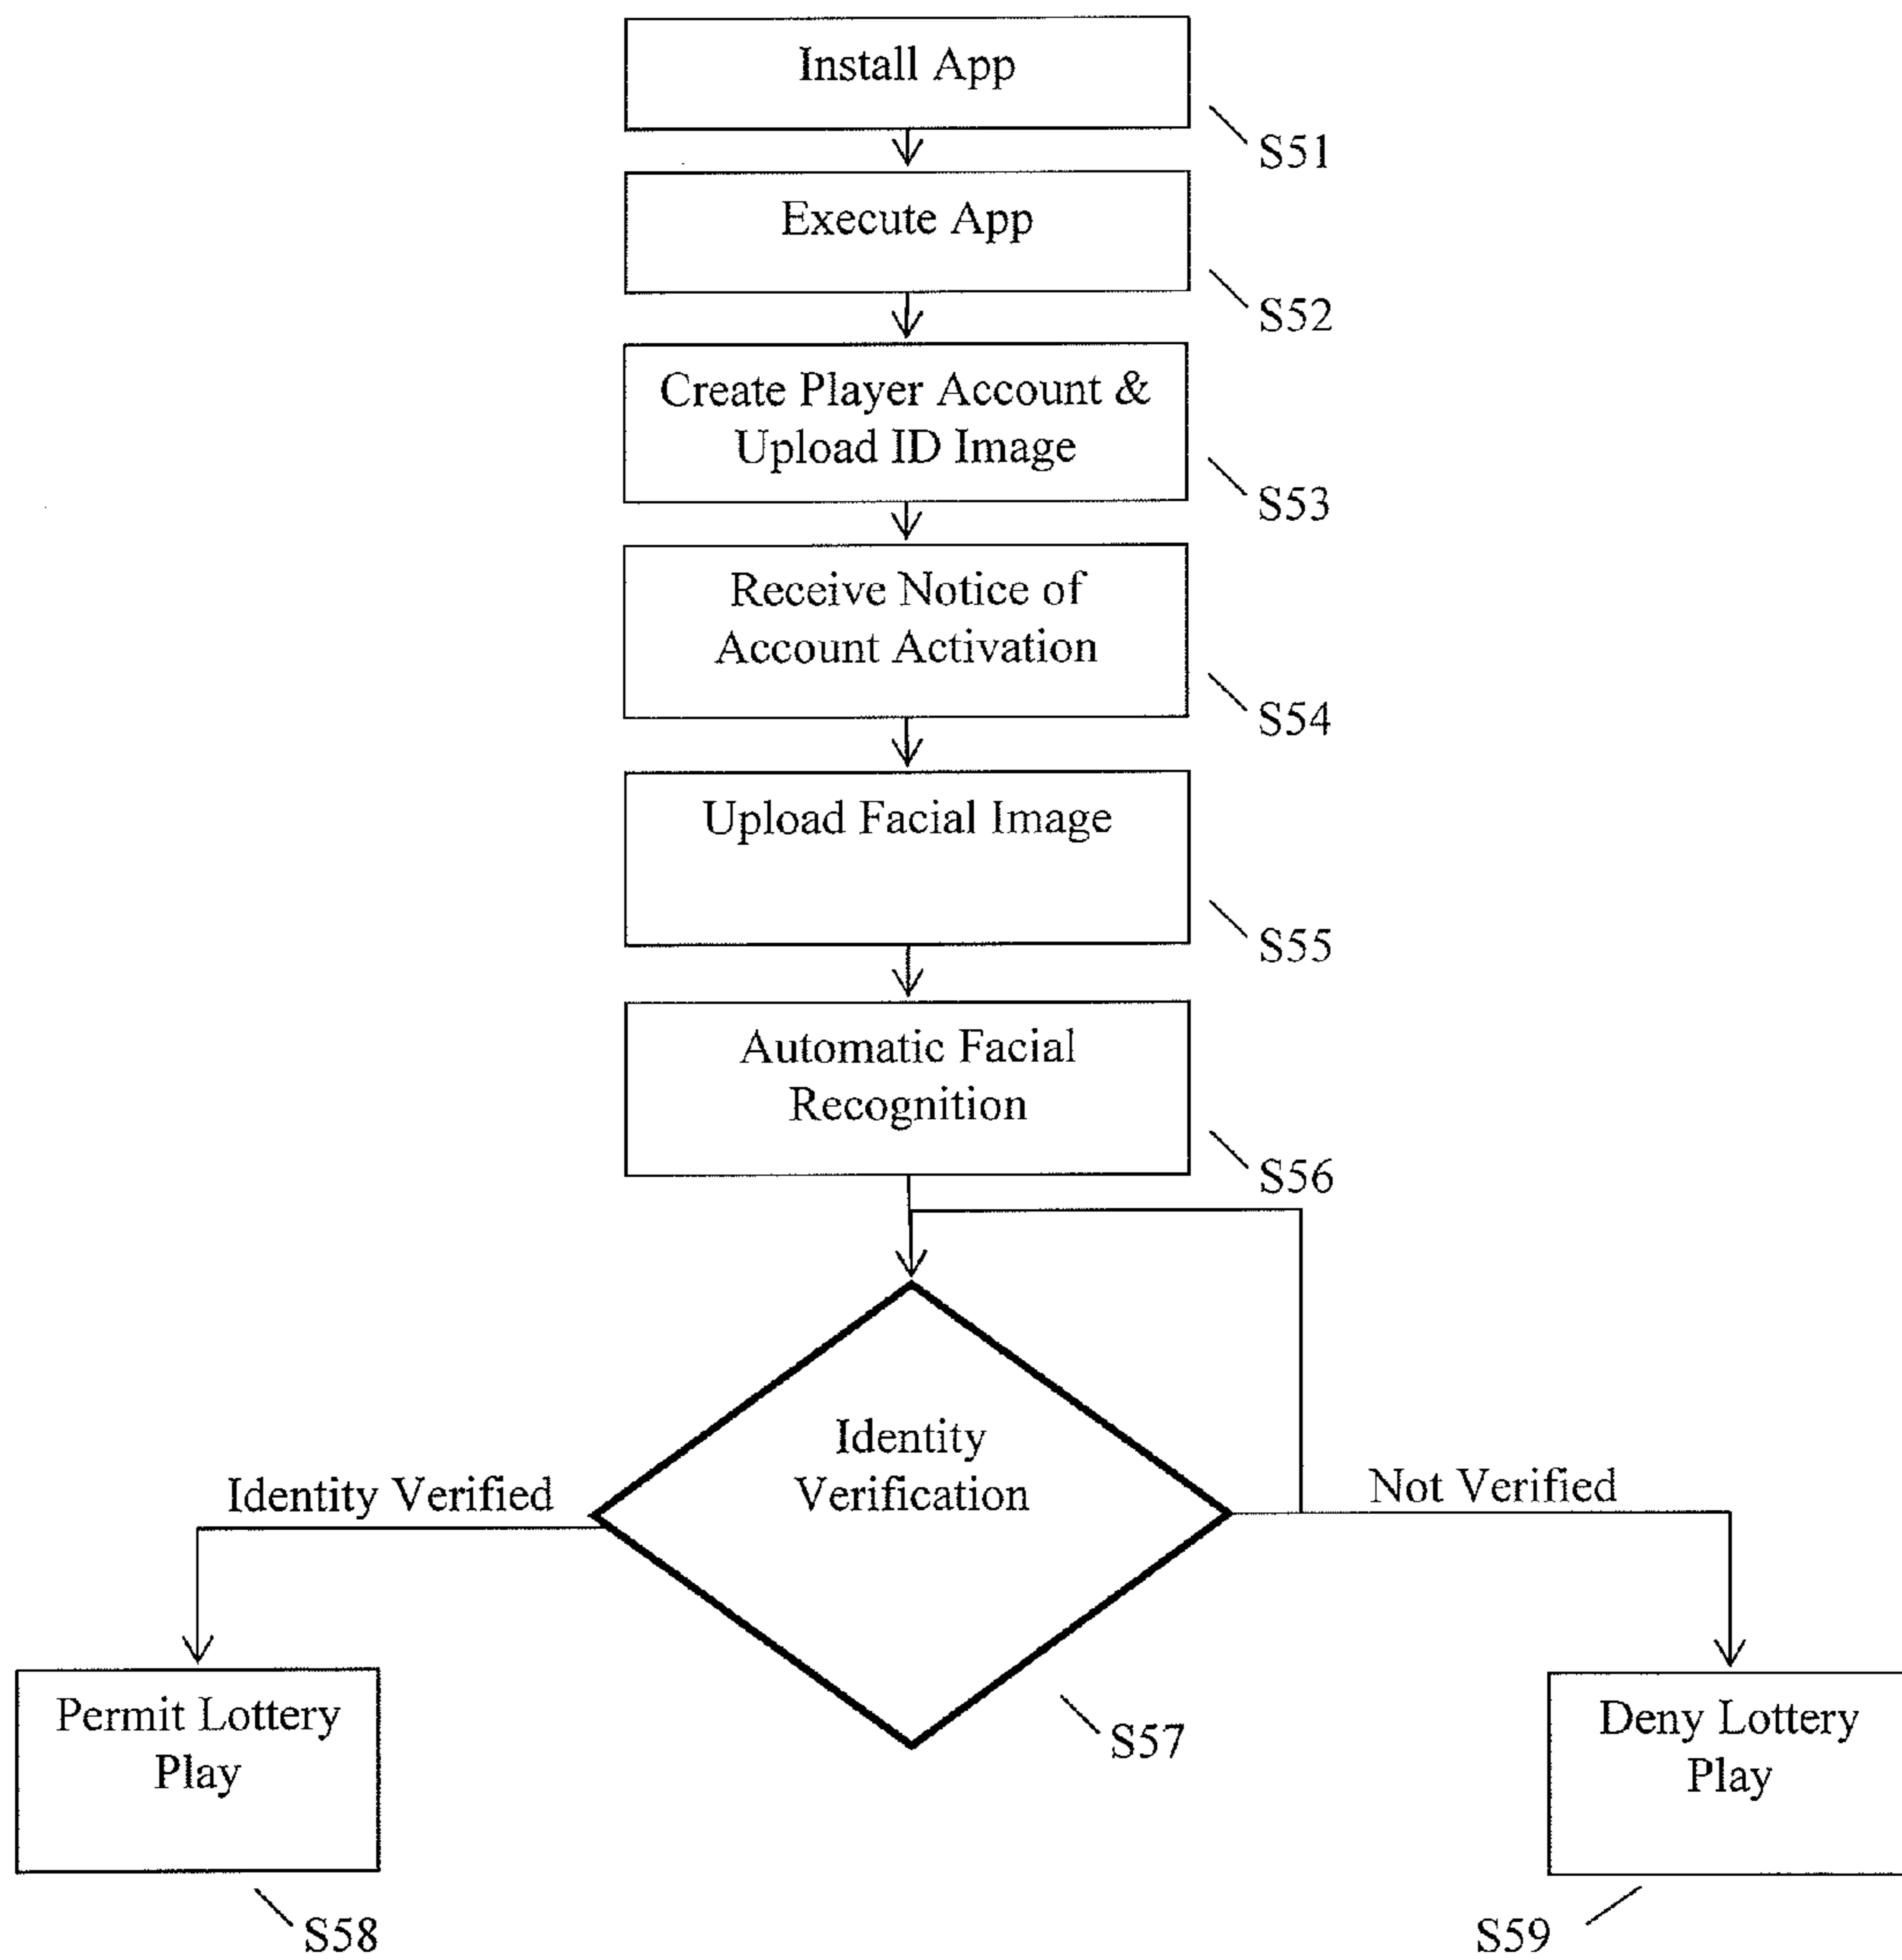 Install App
S51
Execute App
S52
Create Player Account &
Upload ID Image
S53
Receive Notice of
Account Activation
S54
Upload Facial Image
S55
Automatic Facial
Recognition
S56
Identity
Verification
Identity Verified
Not Verified
S57
Permit Lottery
Play
S58
Deny Lottery
Play
S59